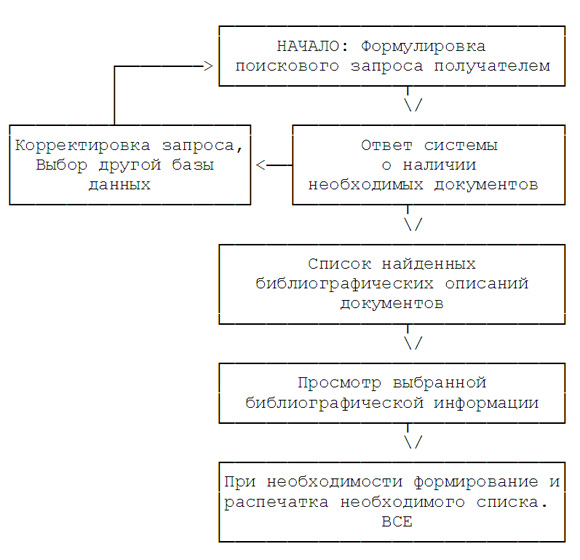 НАЧАЛО: Формулировка
поискового запроса получателем
Корректировка запроса,
Выбор другой базы
данных
Ответ системы
о наличии
необходимых документов
Список найденных
библиографических описаний
документов
Просмотр выбранной
библиографической информации
При необходимости формирование и
распечатка необходимого списка.
ВСЕ